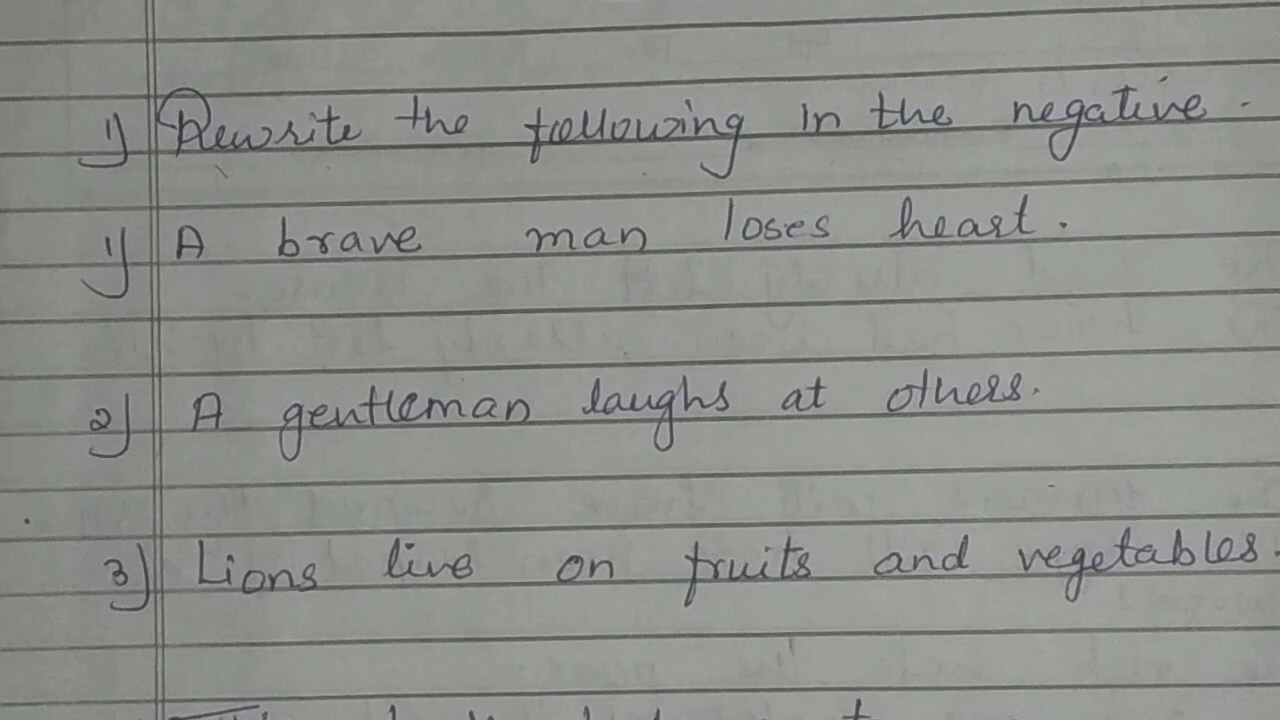 1) Rewrite the following in the negative.
1) A brave man loses heart.
2) A gentleman laughs at others.
3) Lions live on fruits and vegetables.